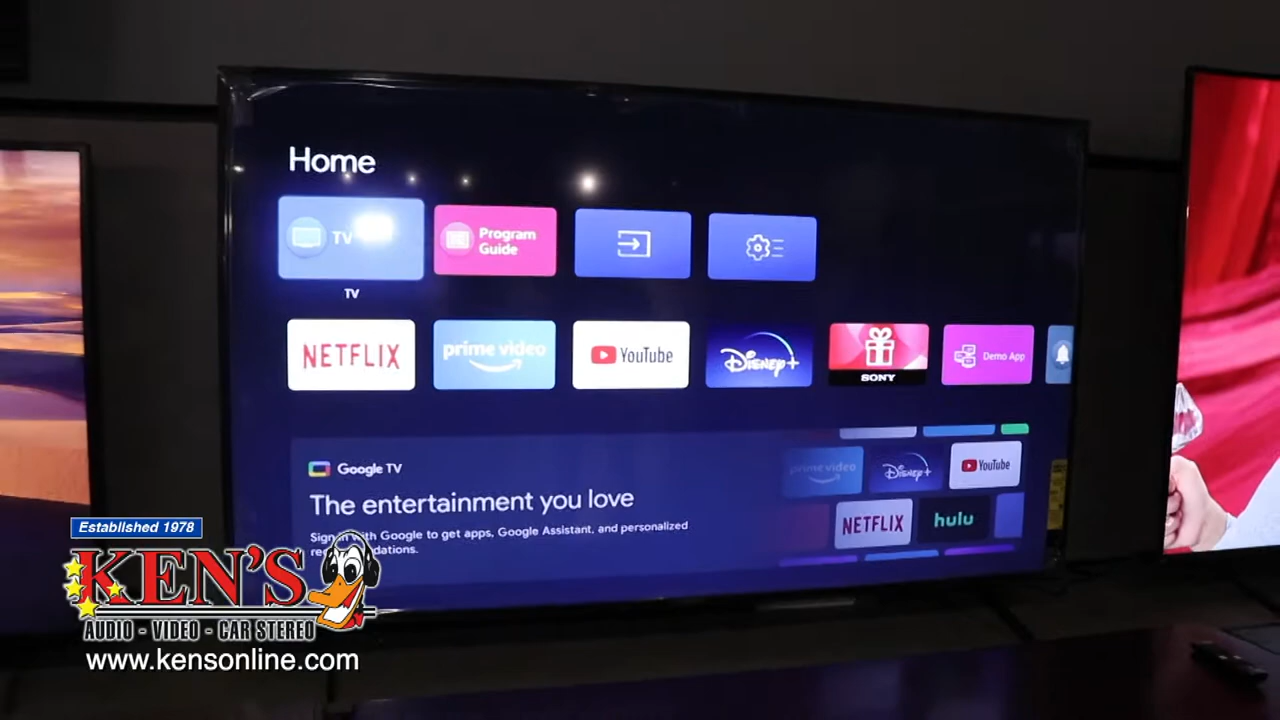 Home
TV
Program
Guide
TV
NETFLIX
prime video
YouTube
Disney+
SONY
Demo App
Google TV
The entertainment you love
Sign with Google to get apps, Google Assistant, and personalized
prime video
Disney+
YouTube
NETFLIX
hulu
Established 1978
KEN'S
AUDIO - VIDEO - CAR STEREO
www.kensonline.com